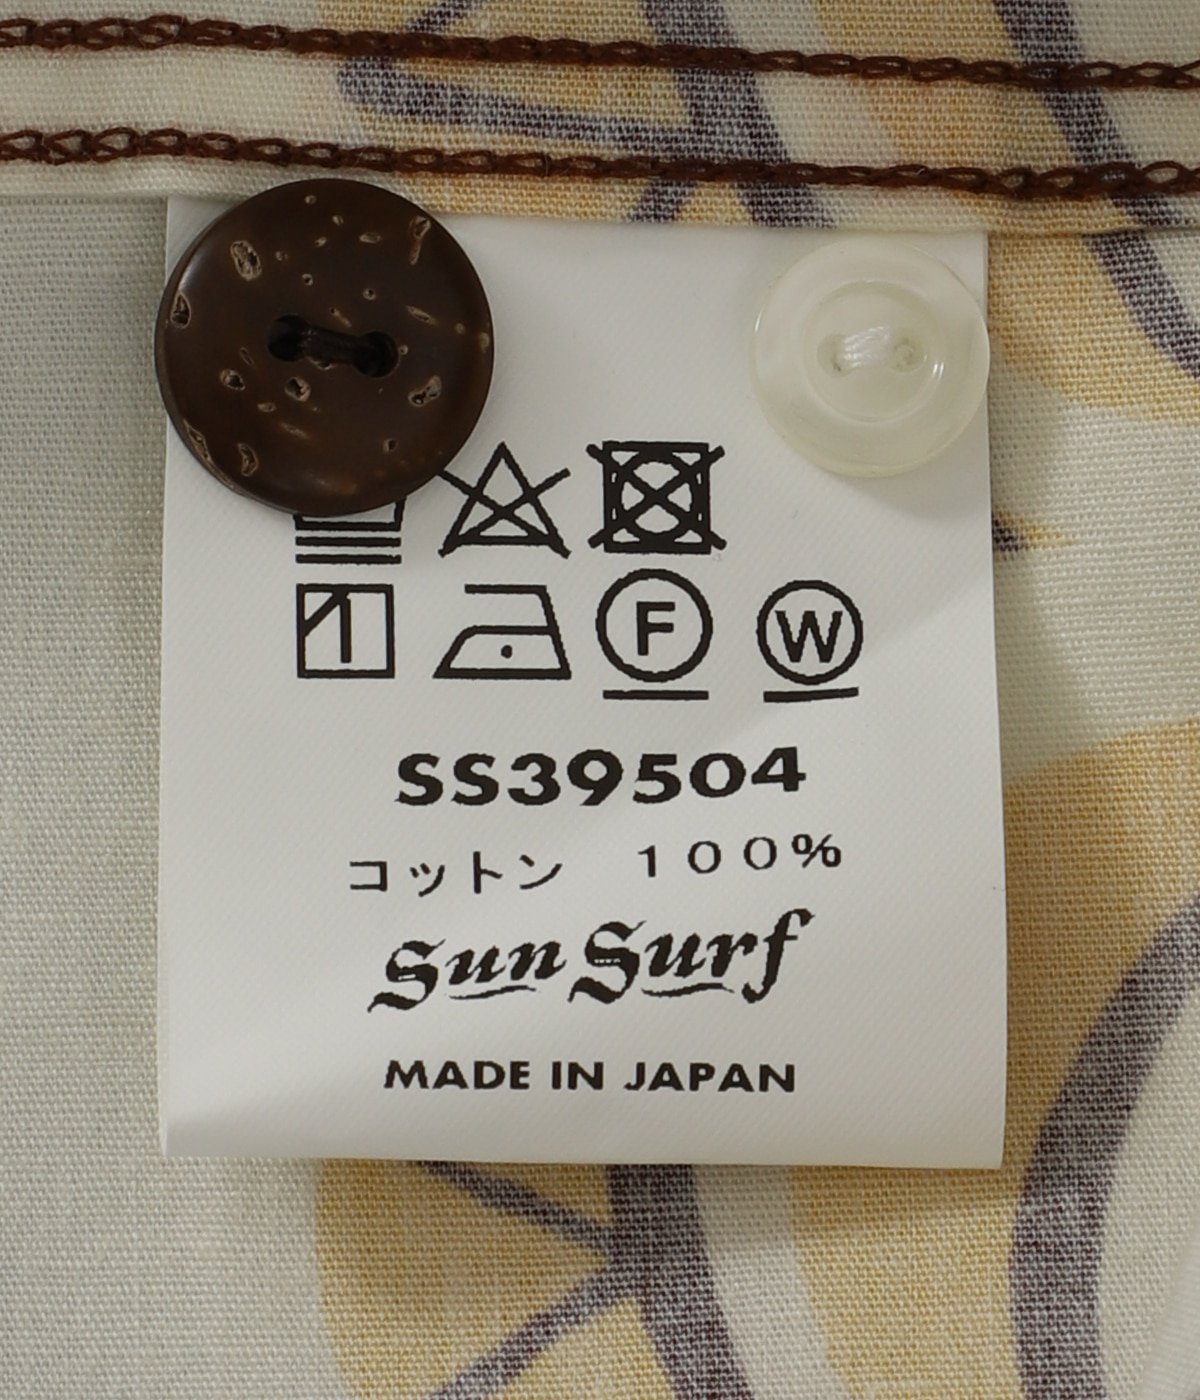 F W
SS39504
コットン 100%
Sun Surf
MADE IN JAPAN